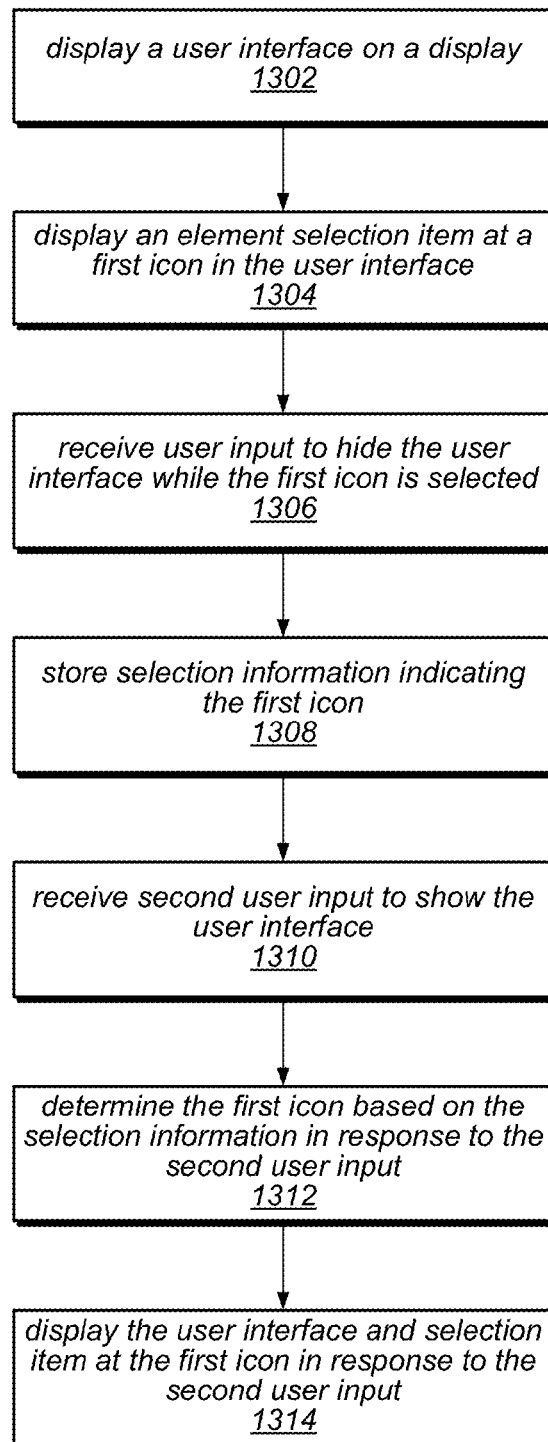 display a user interface on a display
1302
display an element selection item at a
first icon in the user interface
1304
receive user input to hide the user
interface while the first icon is selected
1306
store selection information indicating
the first icon
1308
receive second user input to show the
user interface
1310
determine the first icon based on the
selection information in response to the
second user input
1312
display the user interface and selection
item at the first icon in response to the
second user input
1314